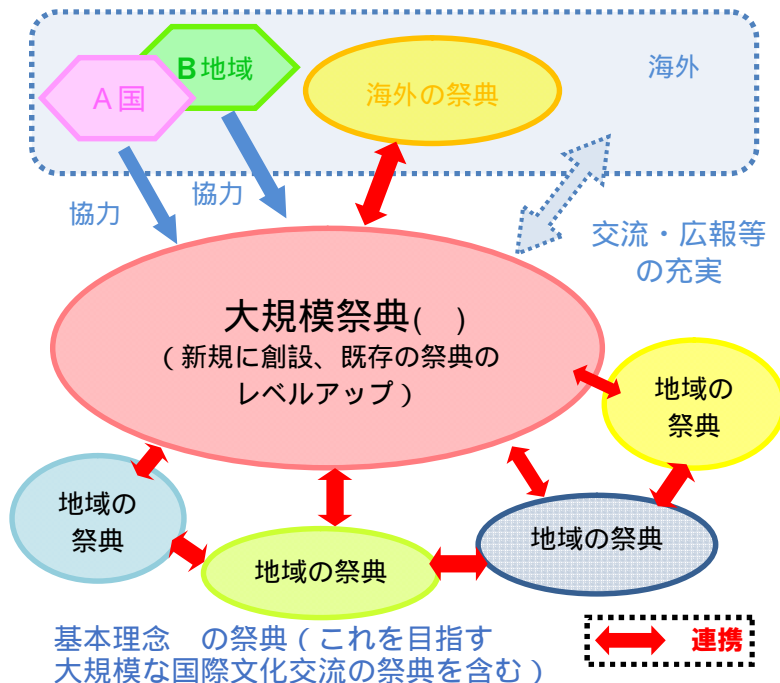 B地域
A国
海外の祭典
海外
協力
協力
交流・広報等
の充実
大規模祭典(　)
（新規に創設、既存の祭典の
レベルアップ）
地域の
祭典
地域の
祭典
地域の祭典
地域の祭典
基本理念　の祭典（これを目指す
大規模な国際文化交流の祭典を含む）
連携